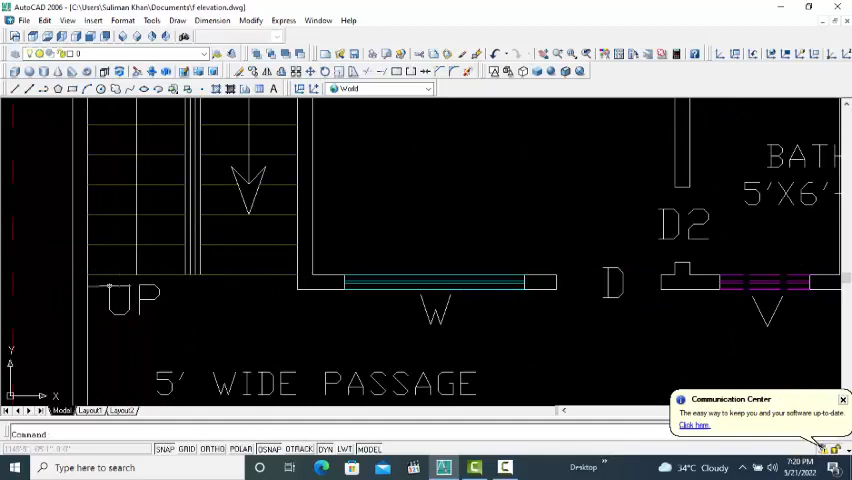 AutoCAD 2006 - [C:\Users\Suliman Khan\Documents\f elevation.dwg]
File Edit View Insert Format Tools Draw Dimension Modify Express Window Help
0
World
BATH
5'X6'-
D2
D
UP
W
V
5' WIDE PASSAGE
Y
X
Model Layout1 Layout2
Communication Center
The easy way to keep you and your software up-to-date.
Click here.
Command
SNAP GRID ORTHO POLAR OSNAP OTRACK DYN LWT MODEL
Type here to search
Desktop
34°C Cloudy
7:20 PM
5/21/2022